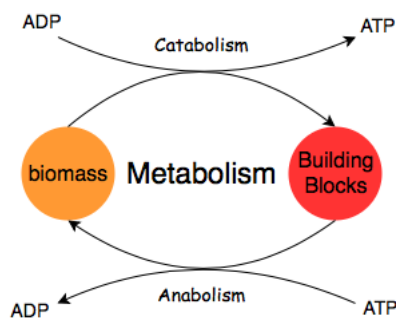 ADP
ATP
Catabolism
biomass
Metabolism
Building
Blocks
Anabolism
ADP
ATP